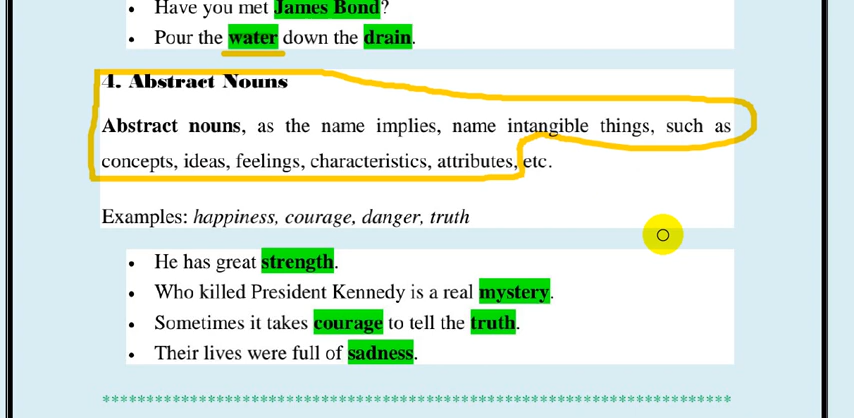 • Have you met James Bond?
• Pour the water down the drain.
4. Abstract Nouns
Abstract nouns, as the name implies, name intangible things, such as
concepts, ideas, feelings, characteristics, attributes, etc.
Examples: happiness, courage, danger, truth
• He has great strength.
• Who killed President Kennedy is a real mystery.
• Sometimes it takes courage to tell the truth.
• Their lives were full of sadness.